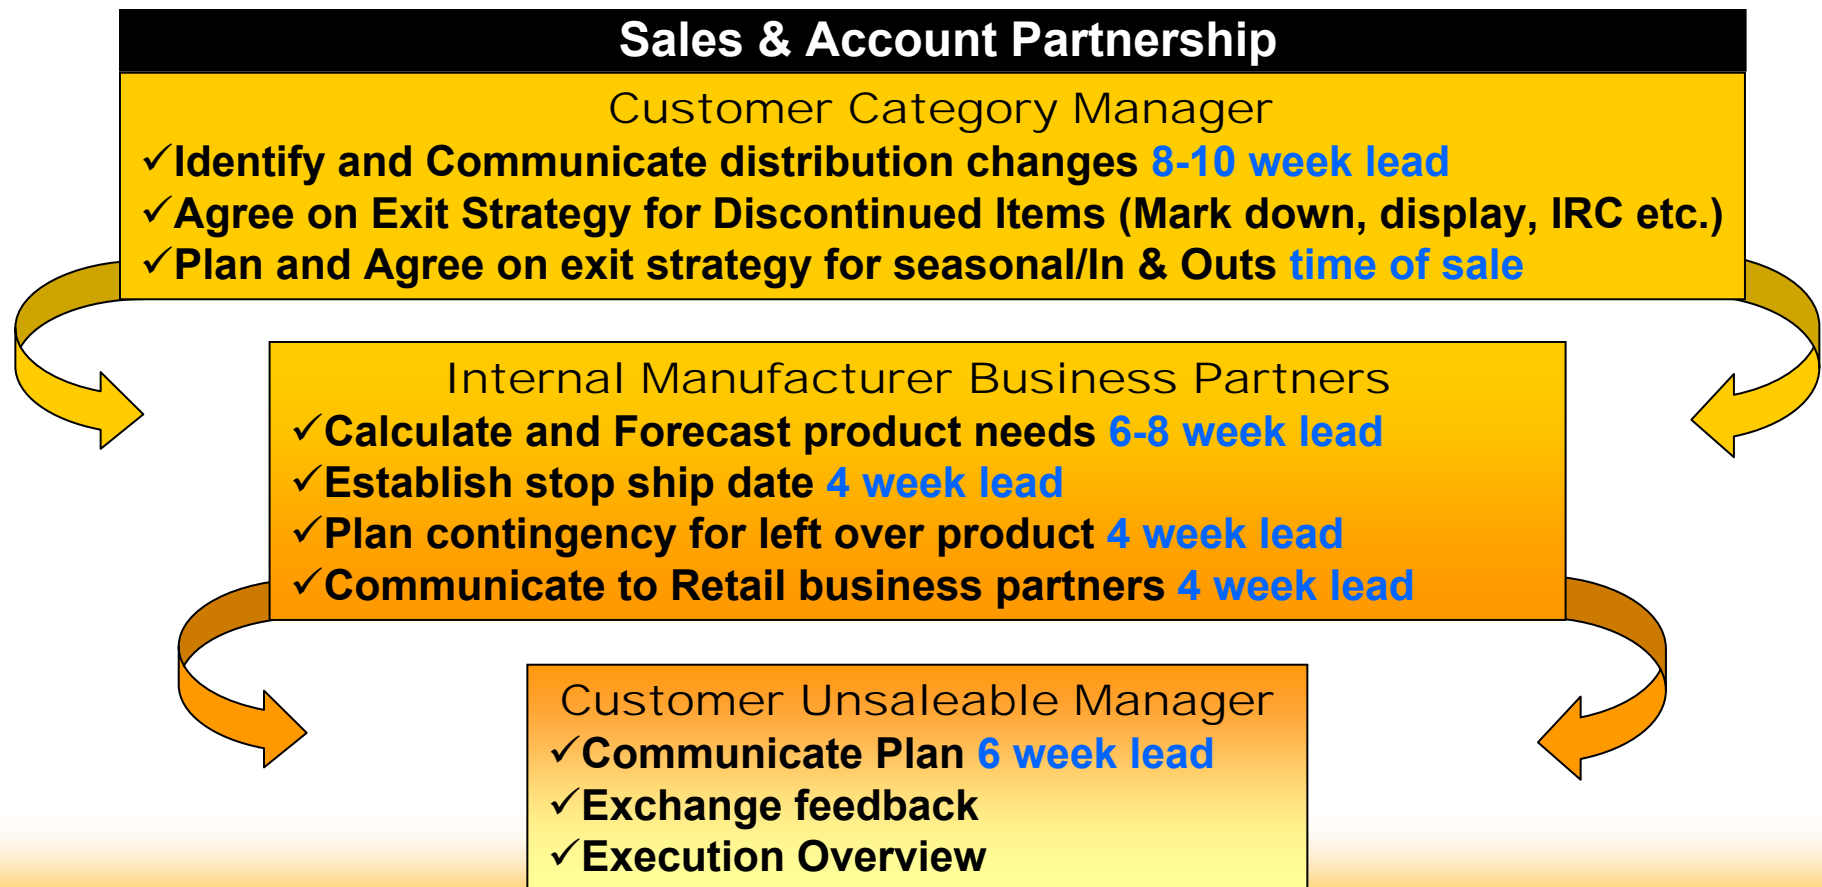 Sales & Account Partnership
Customer Category Manager
✓Identify and Communicate distribution changes 8-10 week lead
✓Agree on Exit Strategy for Discontinued Items (Mark down, display, IRC etc.)
✓Plan and Agree on exit strategy for seasonal/In & Outs time of sale
Internal Manufacturer Business Partners
✓Calculate and Forecast product needs 6-8 week lead
✓Establish stop ship date 4 week lead
✓Plan contingency for left over product 4 week lead
✓Communicate to Retail business partners 4 week lead
Customer Unsaleable Manager
✓Communicate Plan 6 week lead
✓Exchange feedback
✓Execution Overview